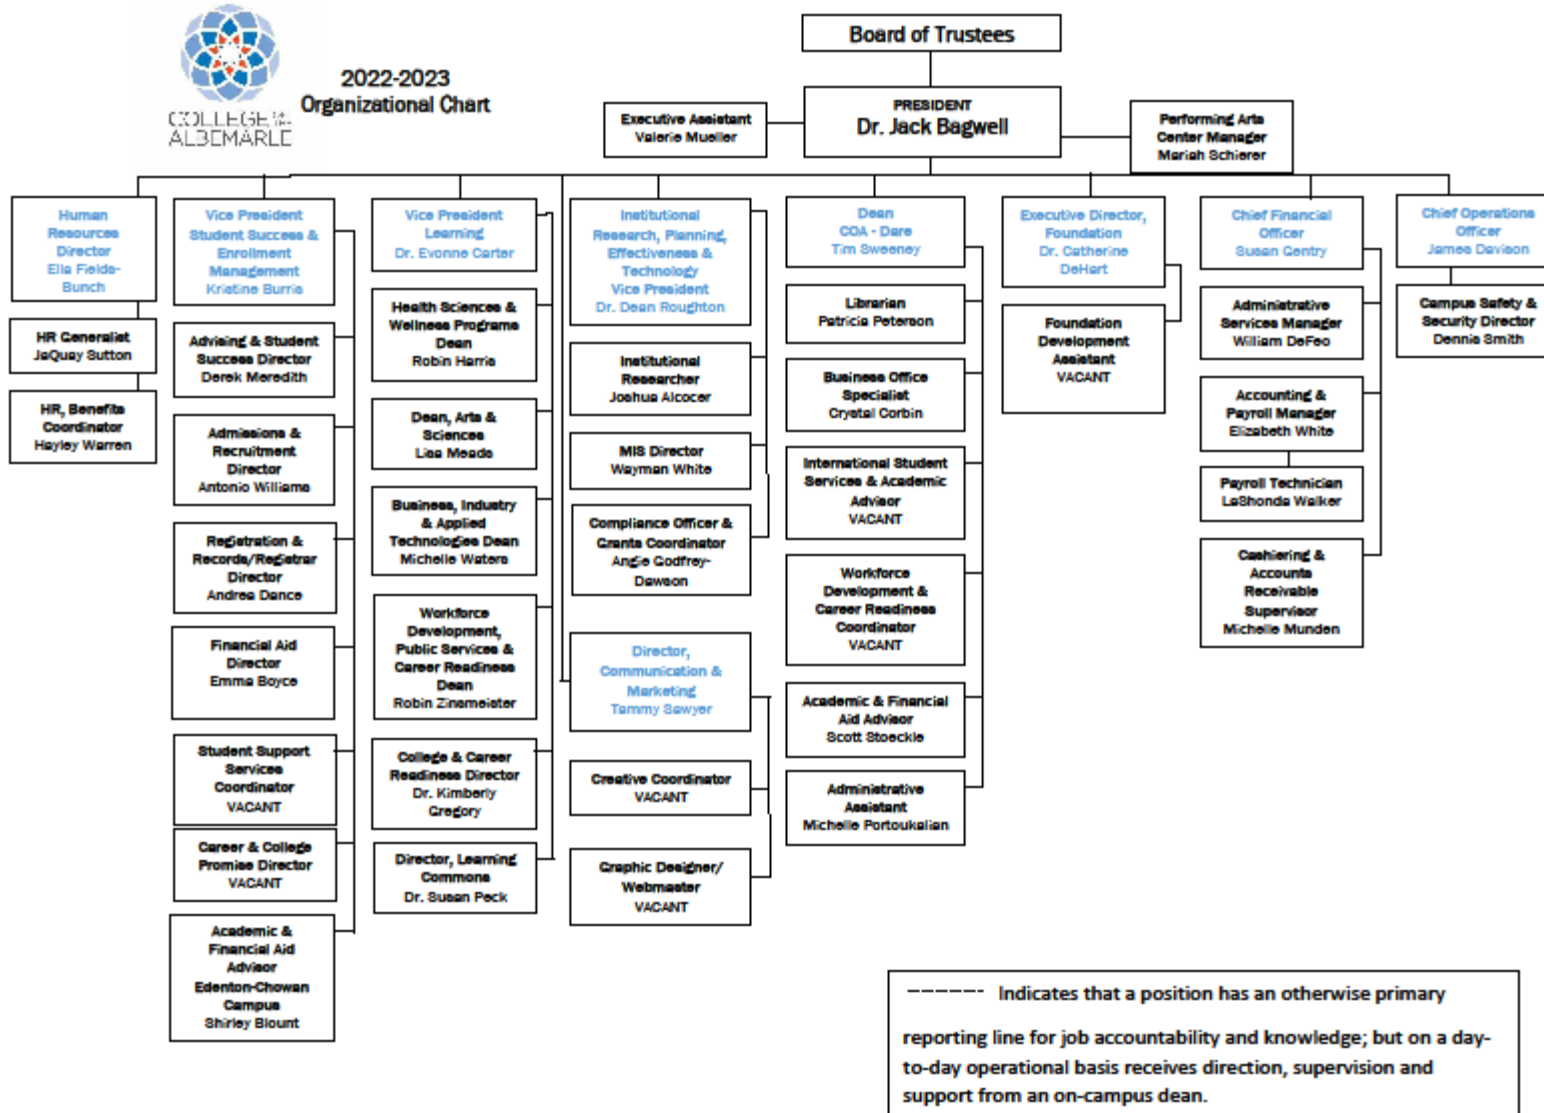 COLLEGE OF THE
ALBEMARLE
2022-2023
Organizational Chart
Board of Trustees
PRESIDENT
Dr. Jack Bagwell
Executive Assistant
Valerie Mueller
Performing Arts
Center Manager
Mariah Schierer
Human
Resources
Director
Ella Fields-
Bunch
HR Generalist
JaQuay Sutton
HR, Benefits
Coordinator
Hayley Warren
Vice President
Student Success &
Enrollment
Management
Kristine Burris
Advising & Student
Success Director
Derek Meredith
Admissions &
Recruitment
Director
Antonio Williams
Registration &
Records/Registrar
Director
Andrea Dance
Financial Aid
Director
Emma Boyce
Student Support
Services
Coordinator
VACANT
Career & College
Promise Director
VACANT
Academic &
Financial Aid
Advisor
Edenton-Chowan
Campus
Shirley Blount
Vice President
Learning
Dr. Evonne Carter
Health Sciences &
Wellness Programs
Dean
Robin Harris
Dean, Arts &
Sciences
Lisa Meads
Business, Industry
& Applied
Technologies Dean
Michelle Waters
Workforce
Development,
Public Services &
Career Readiness
Dean
Robin Zinsmeister
College & Career
Readiness Director
Dr. Kimberly
Gregory
Director, Learning
Commons
Dr. Susan Peck
Institutional
Research, Planning,
Effectiveness &
Technology
Vice President
Dr. Dean Roughton
Institutional
Researcher
Joshua Alcocer
MIS Director
Wayman White
Compliance Officer &
Grants Coordinator
Angie Godfrey-
Dawson
Director,
Communication &
Marketing
Tammy Sawyer
Creative Coordinator
VACANT
Graphic Designer/
Webmaster
VACANT
Dean
COA - Dare
Tim Sweeney
Librarian
Patricia Peterson
Business Office
Specialist
Crystal Corbin
International Student
Services & Academic
Advisor
VACANT
Workforce
Development &
Career Readiness
Coordinator
VACANT
Academic & Financial
Aid Advisor
Scott Stoeckle
Administrative
Assistant
Michelle Portoukalian
Executive Director,
Foundation
Dr. Catherine
DeHart
Foundation
Development
Assistant
VACANT
Chief Financial
Officer
Susan Gentry
Administrative
Services Manager
William DeFeo
Accounting &
Payroll Manager
Elizabeth White
Payroll Technician
LaShonda Walker
Cashiering &
Accounts
Receivable
Supervisor
Michelle Munden
Chief Operations
Officer
James Davison
Campus Safety &
Security Director
Dennis Smith
Indicates that a position has an otherwise primary
reporting line for job accountability and knowledge; but on a day-
to-day operational basis receives direction, supervision and
support from an on-campus dean.